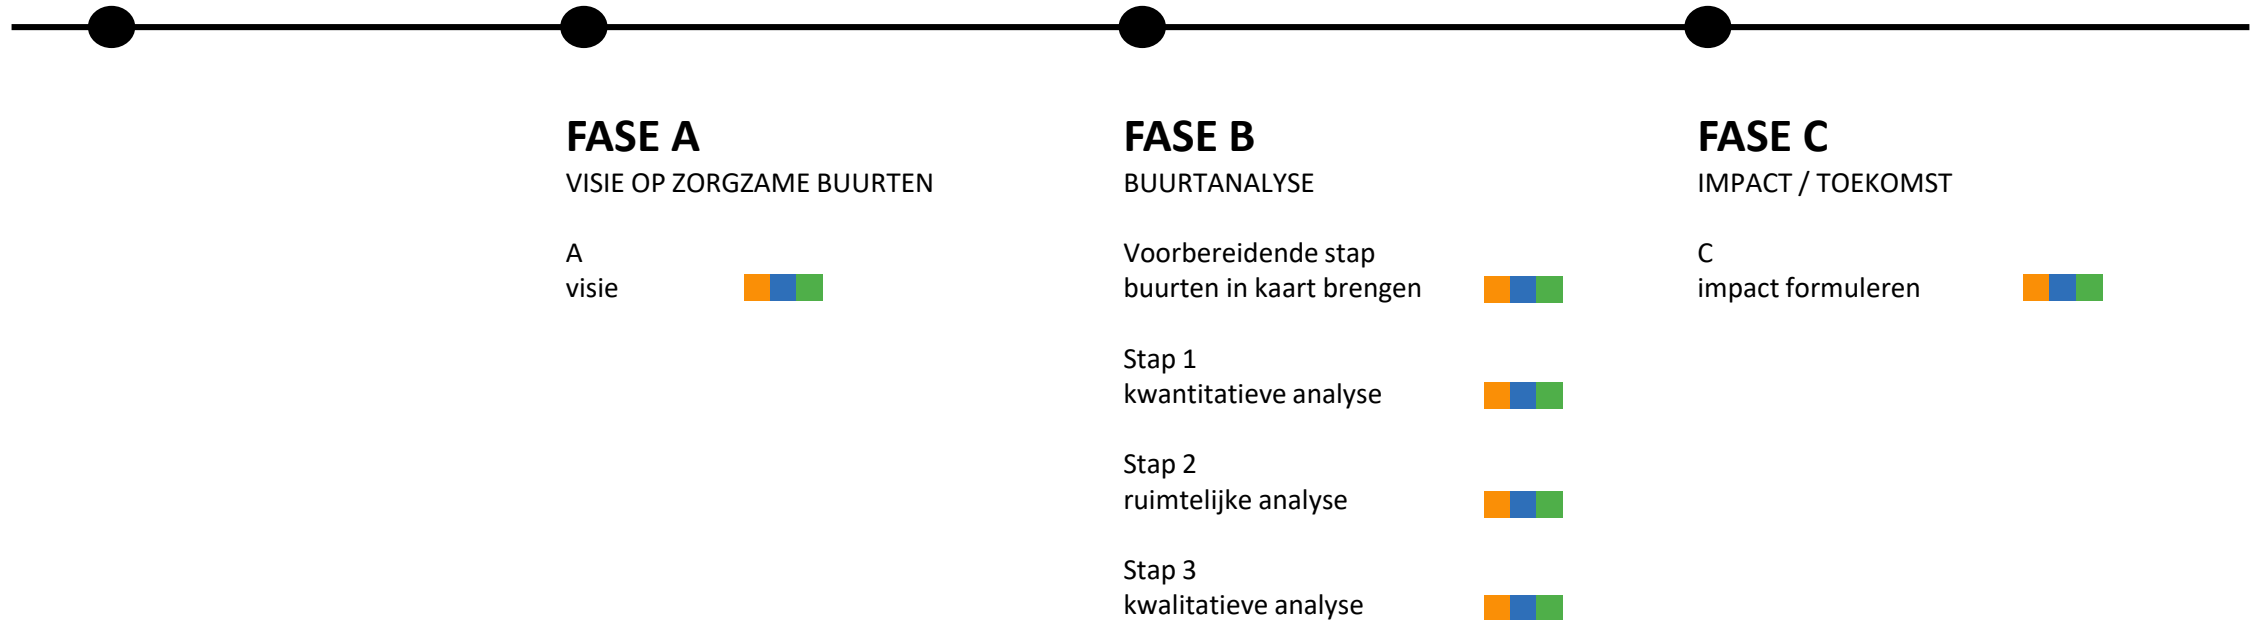 FASE A
VISIE OP ZORGZAME BUURTEN
A
visie
FASE B
BUURTANALYSE
Voorbereidende stap
buurten in kaart brengen
Stap 1
kwantitatieve analyse
Stap 2
ruimtelijke analyse
Stap 3
kwalitatieve analyse
FASE C
IMPACT / TOEKOMST
C
impact formuleren